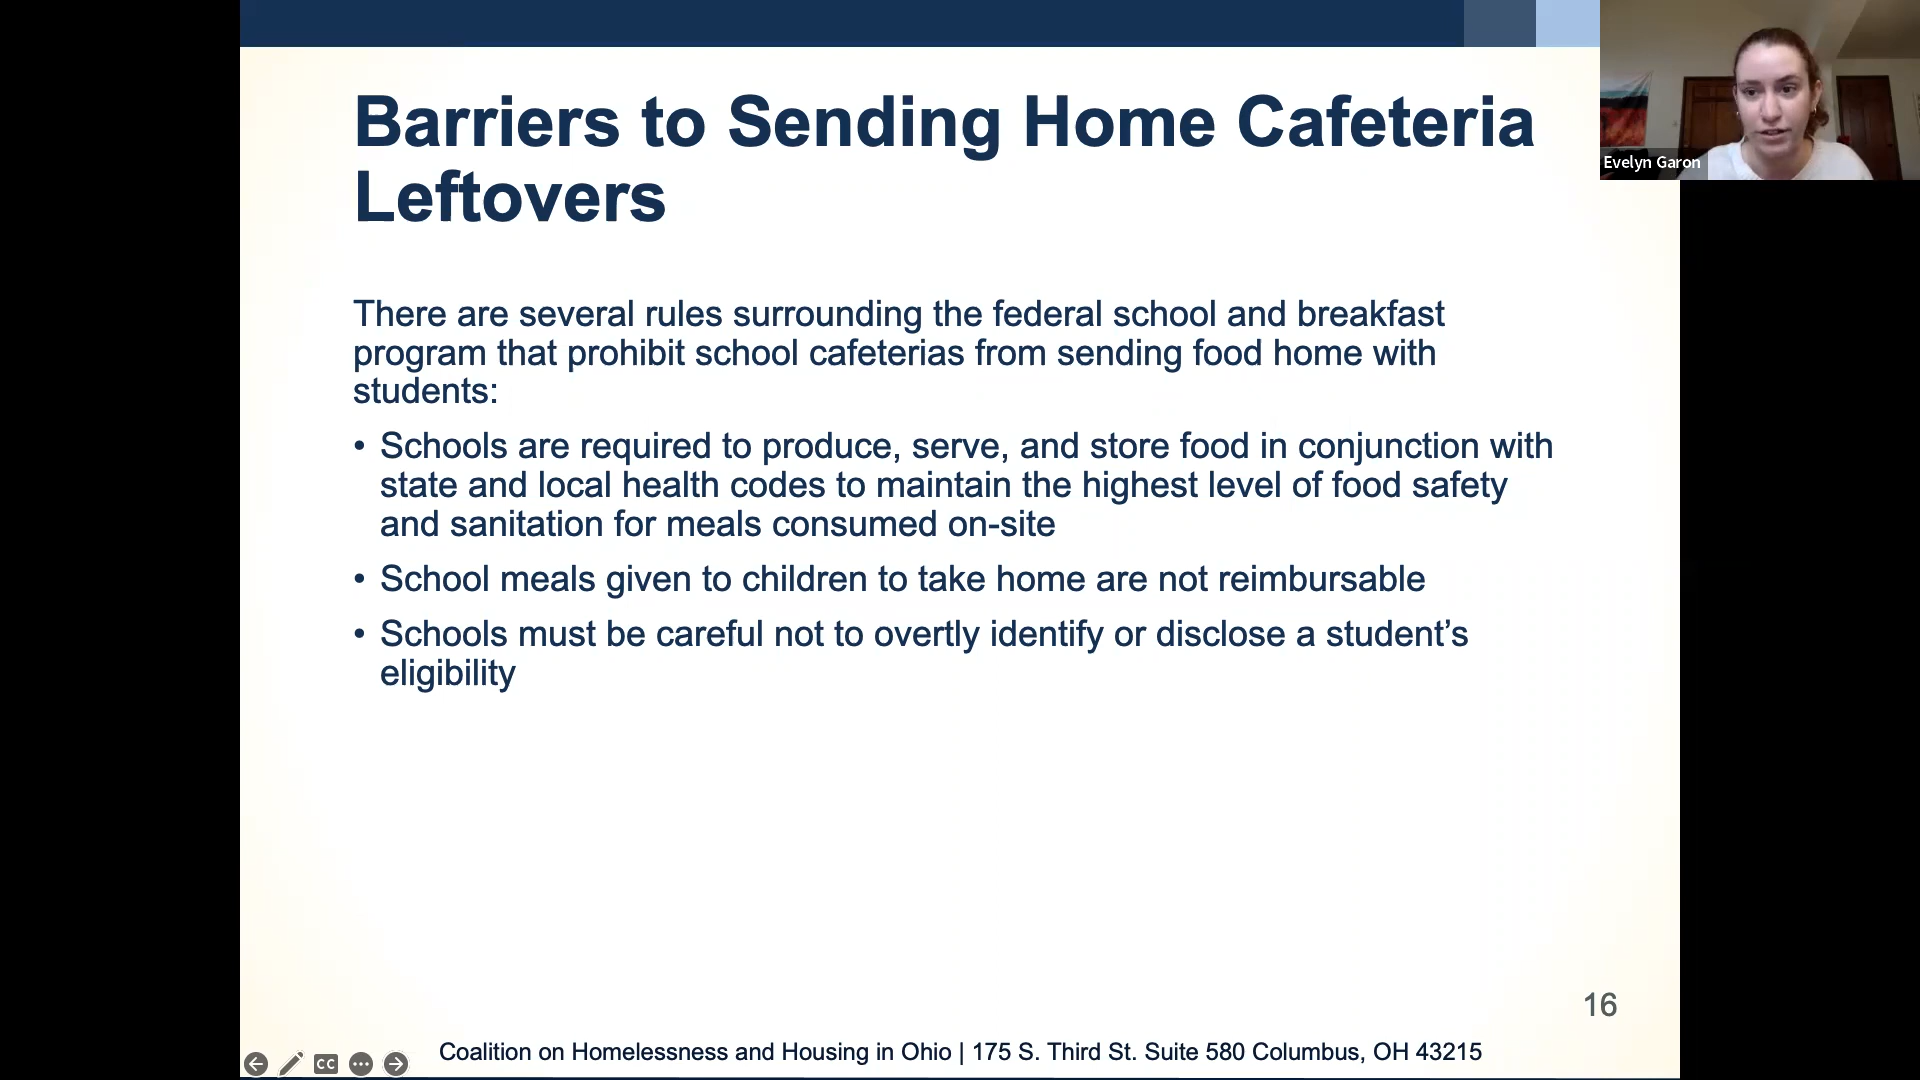 Barriers to Sending Home Cafeteria
Leftovers
Evelyn Garon
There are several rules surrounding the federal school and breakfast
program that prohibit school cafeterias from sending food home with
students:
• Schools are required to produce, serve, and store food in conjunction with
state and local health codes to maintain the highest level of food safety
and sanitation for meals consumed on-site
• School meals given to children to take home are not reimbursable
• Schools must be careful not to overtly identify or disclose a student’s
eligibility
16
Coalition on Homelessness and Housing in Ohio | 175 S. Third St. Suite 580 Columbus, OH 43215
CC